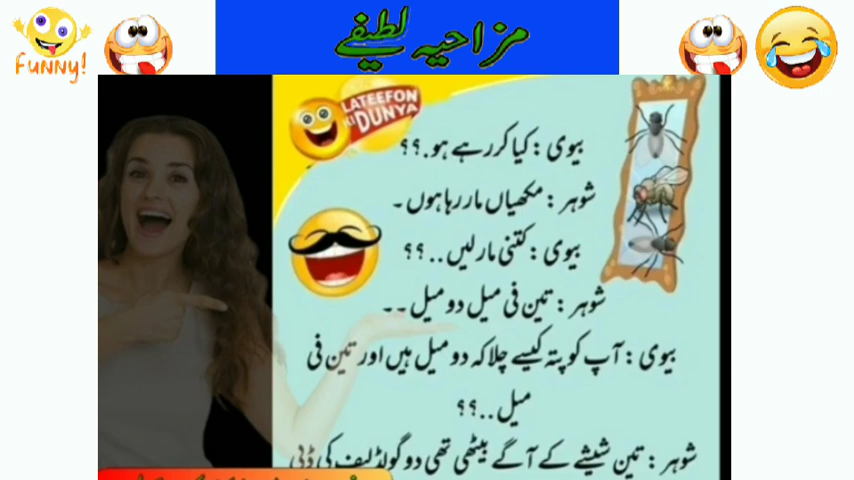 مزاحیہ لطیفے
Funny!
LATEEFON
KI DUNYA
بیوی : کیا کر رہے ہو.؟؟
شوہر : مکھیاں مار رہا ہوں۔
بیوی : کتنی مار لیں..؟؟
شوہر : تین فی میل دو میل۔۔
بیوی : آپ کو پتہ کیسے چلا کہ دو میل ہیں اور تین فی
میل..؟؟
شوہر : تین شیشے کے آگے بیٹھی تھی دو گولڈ لیف کی ڈبی